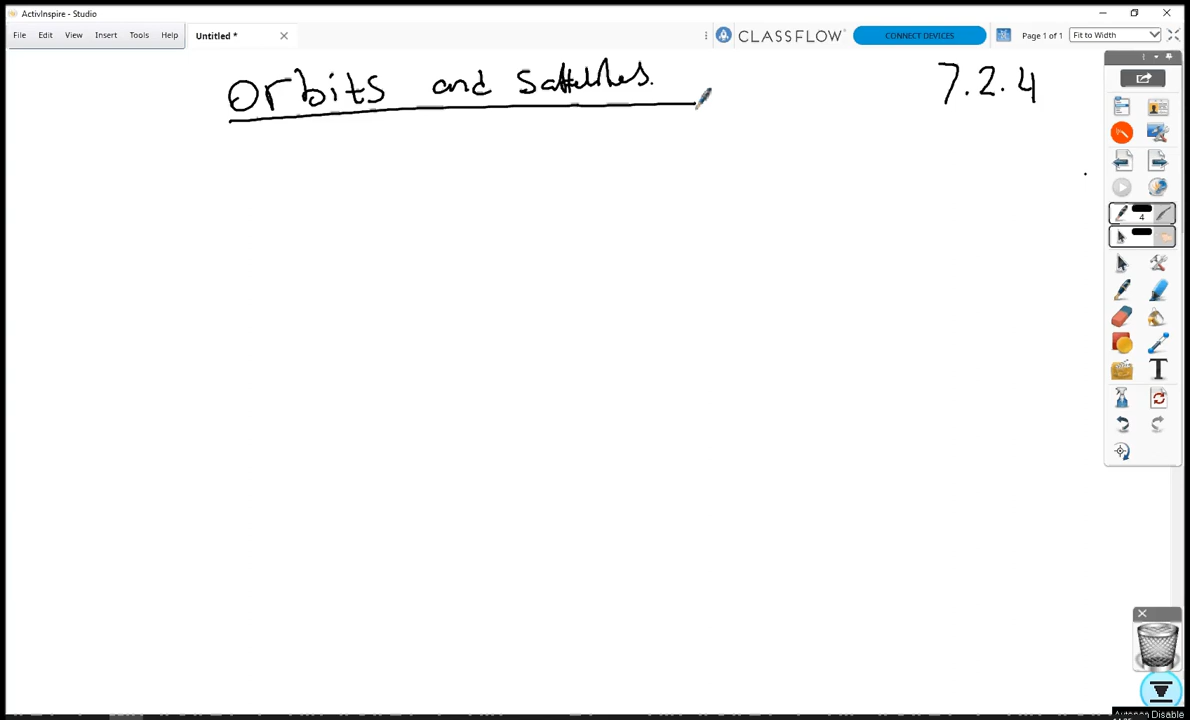 ActivInspire - Studio
File Edit View Insert Tools Help
Untitled *
CLASSFLOW
CONNECT DEVICES
Page 1 of 1
Fit to Width
Orbits and Satellites.
7.2.4
4
T